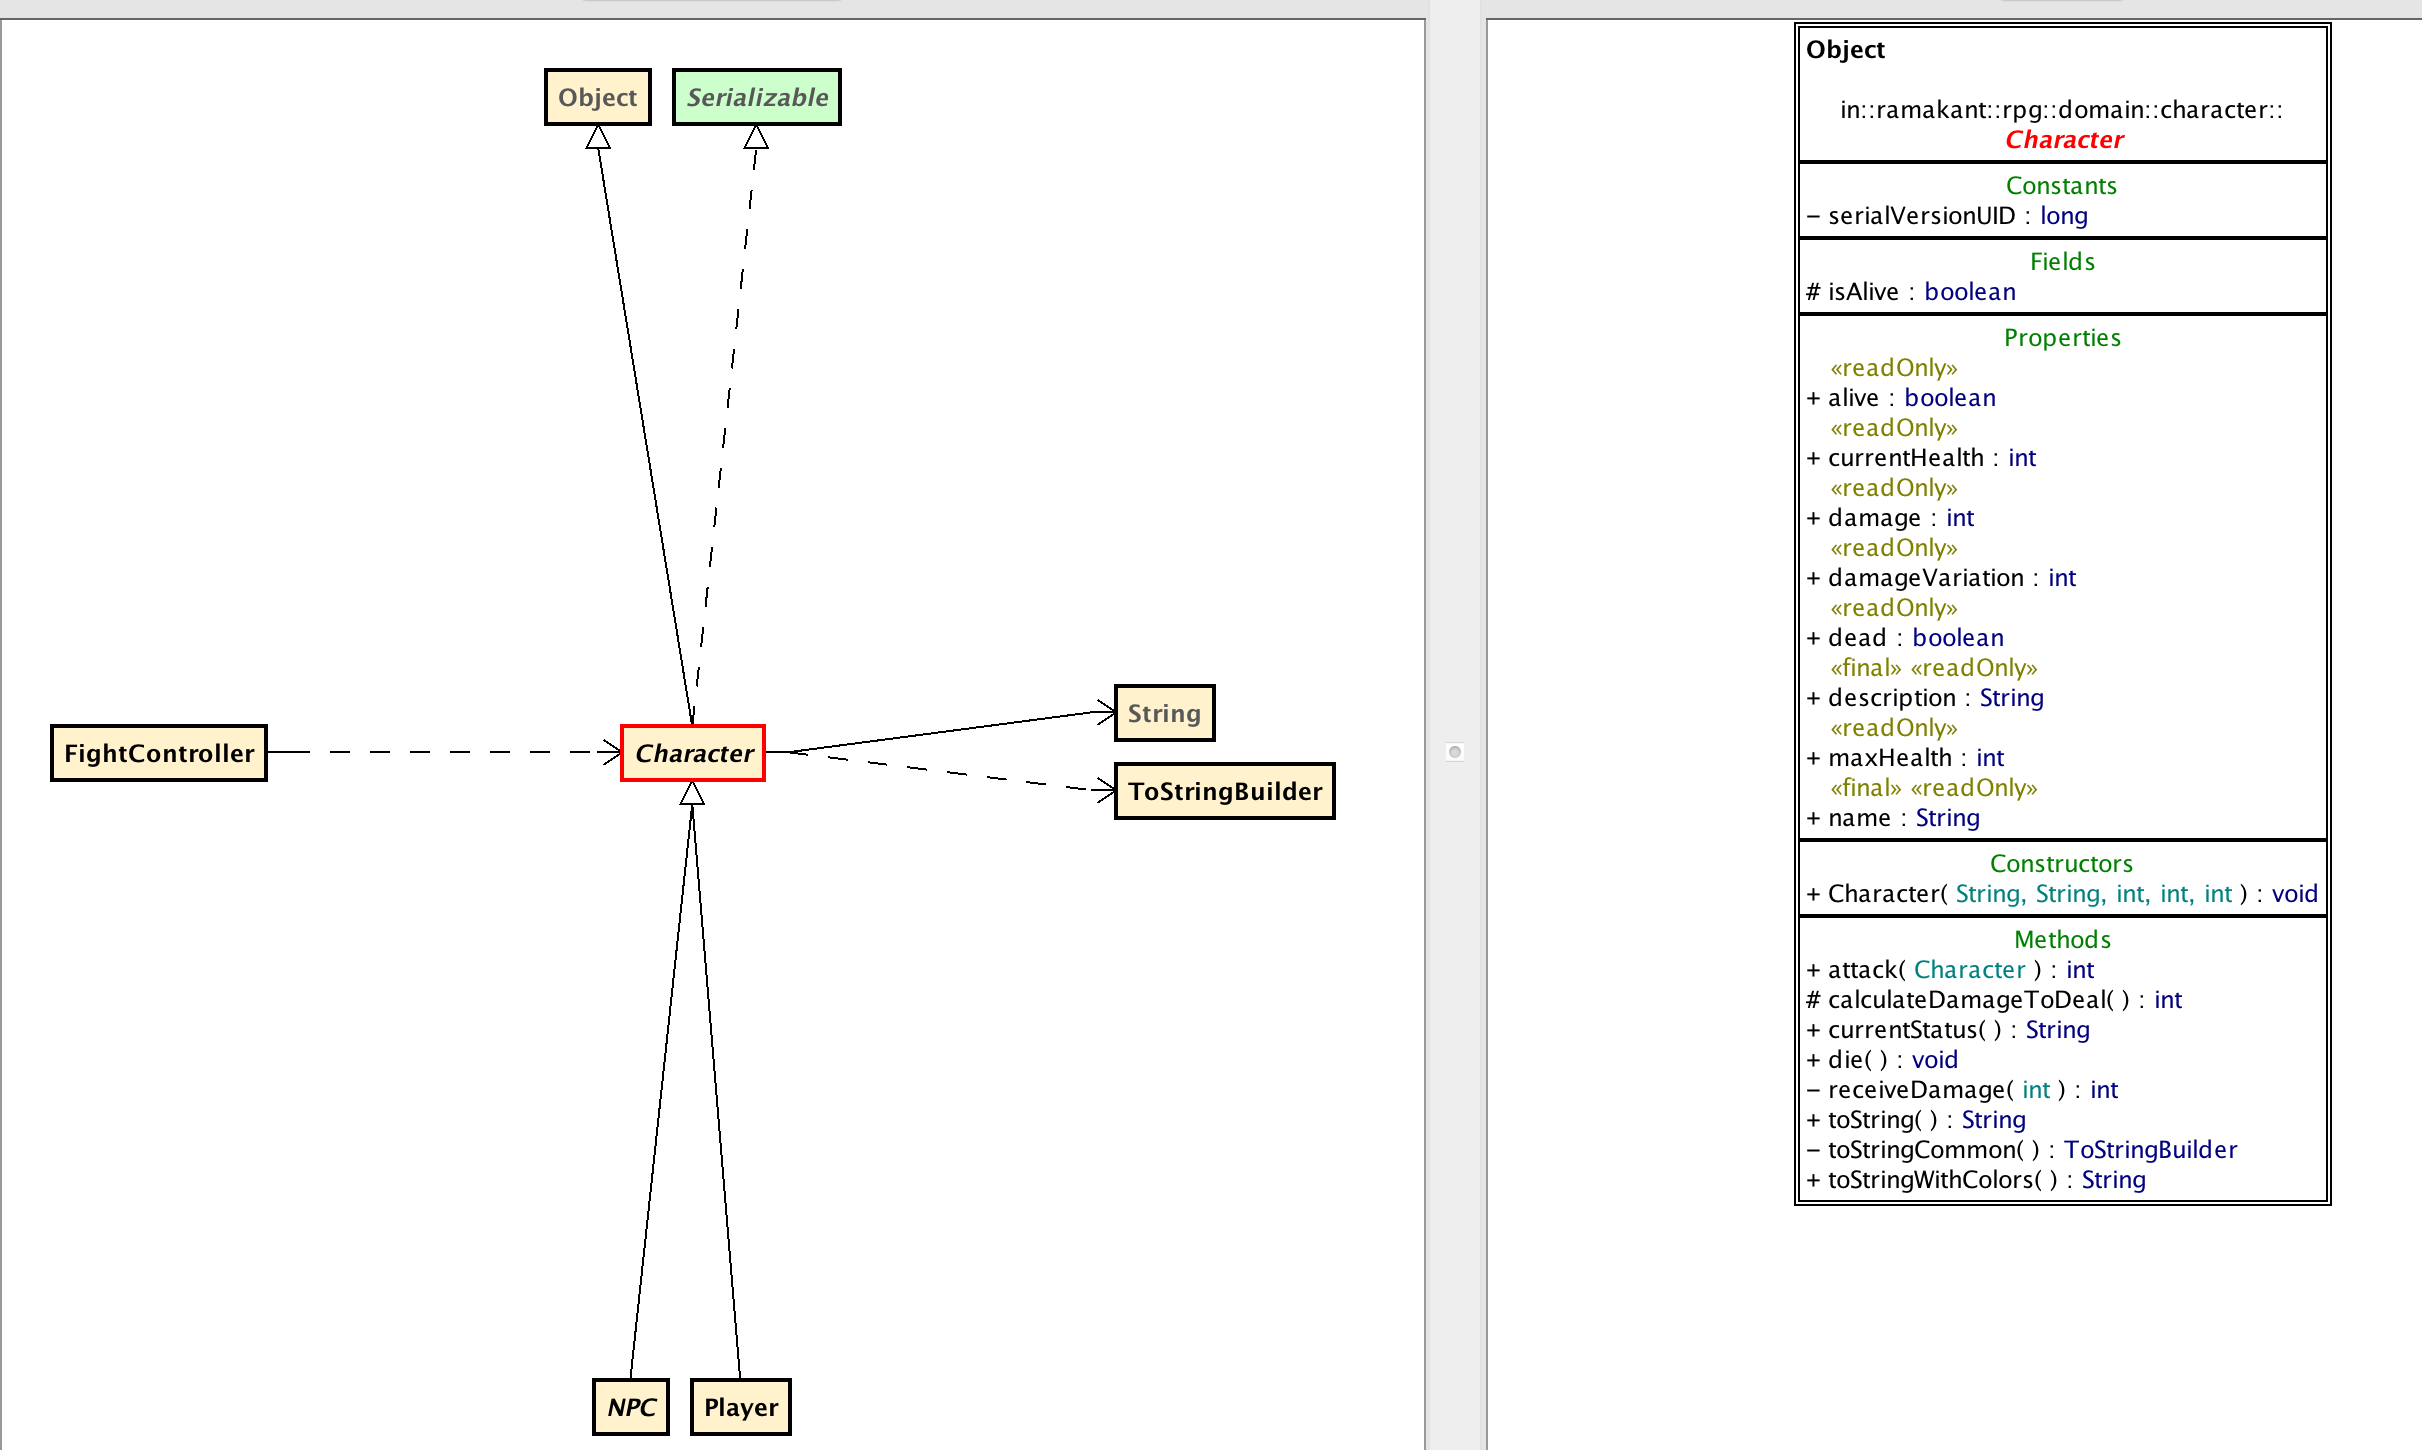 Object
Serializable
FightController
Character
String
ToStringBuilder
NPC
Player
Object
in::ramakant::rpg::domain::character::
Character
Constants
− serialVersionUID : long
Fields
# isAlive : boolean
Properties
«readOnly»
+ alive : boolean
«readOnly»
+ currentHealth : int
«readOnly»
+ damage : int
«readOnly»
+ damageVariation : int
«readOnly»
+ dead : boolean
«final» «readOnly»
+ description : String
«readOnly»
+ maxHealth : int
«final» «readOnly»
+ name : String
Constructors
+ Character( String, String, int, int, int ) : void
Methods
+ attack( Character ) : int
# calculateDamageToDeal( ) : int
+ currentStatus( ) : String
+ die( ) : void
− receiveDamage( int ) : int
+ toString( ) : String
− toStringCommon( ) : ToStringBuilder
+ toStringWithColors( ) : String